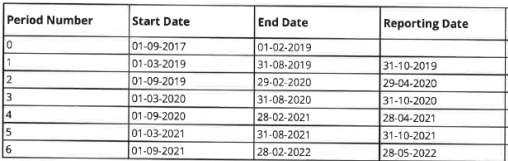 Period Number Start Date End Date Reporting Date
0 01-09-2017 01-02-2019
1 01-03-2019 31-08-2019 31-10-2019
2 01-09-2019 29-02-2020 29-04-2020
3 01-03-2020 31-08-2020 31-10-2020
4 01-09-2020 28-02-2021 28-04-2021
5 01-03-2021 31-08-2021 31-10-2021
6 01-09-2021 28-02-2022 28-05-2022